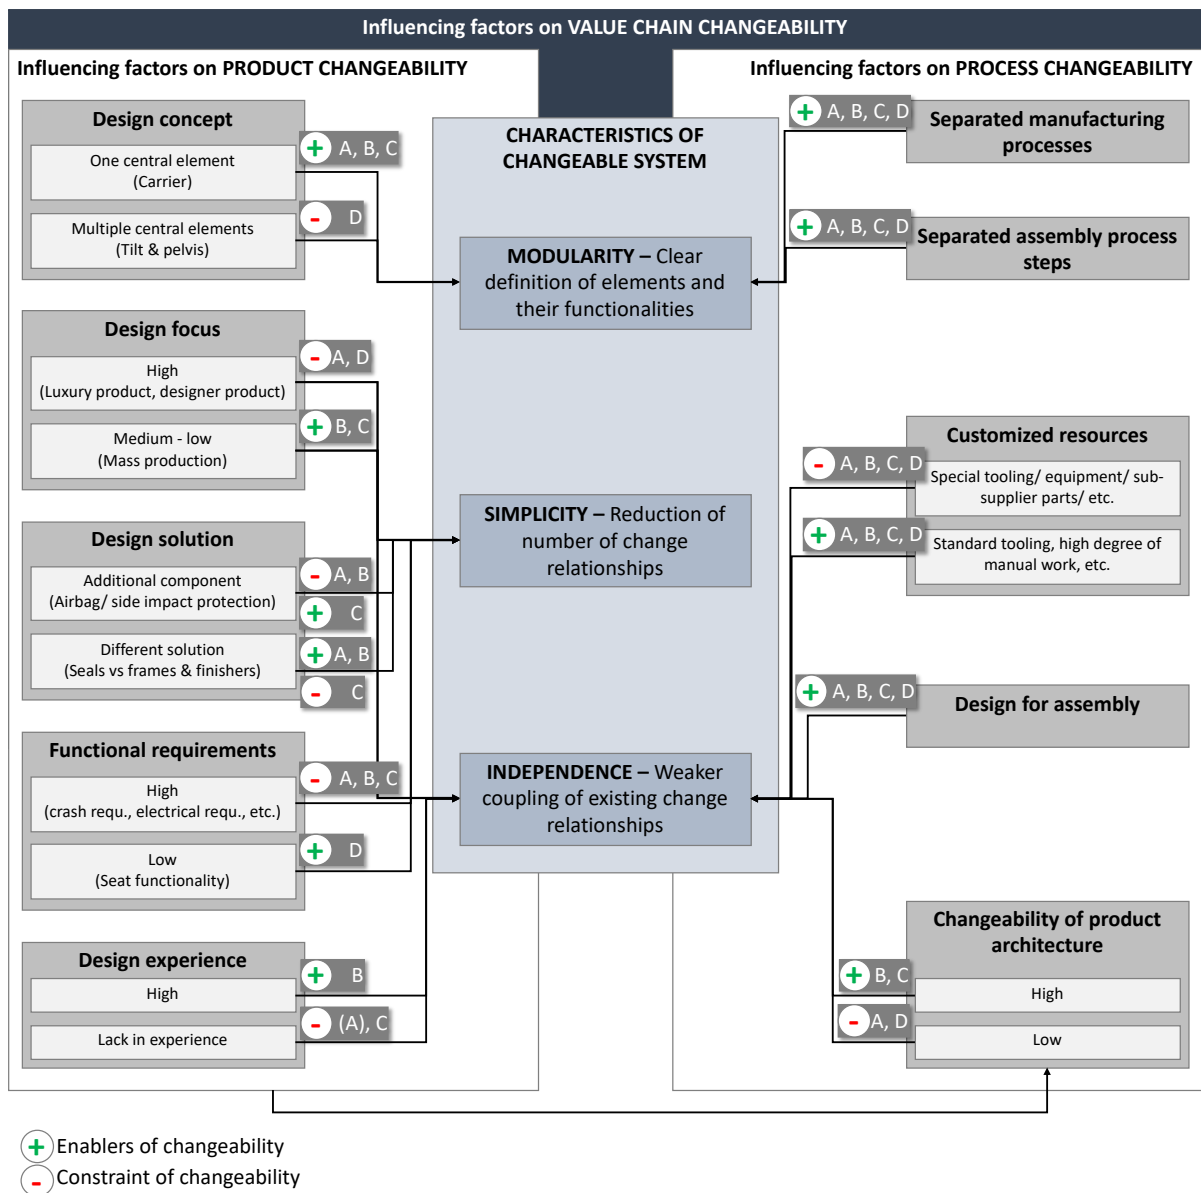 Influencing factors on VALUE CHAIN CHANGEABILITY
Influencing factors on PRODUCT CHANGEABILITY
Design concept
One central element
(Carrier)
+ A, B, C
Multiple central elements
(Tilt & pelvis)
- D
Design focus
High
(Luxury product, designer product)
- A, D
Medium - low
(Mass production)
+ B, C
Design solution
Additional component
(Airbag/ side impact protection)
- A, B
+ C
Different solution
(Seals vs frames & finishers)
+ A, B
- C
Functional requirements
High
(crash requ., electrical requ., etc.)
- A, B, C
Low
(Seat functionality)
+ D
Design experience
High
+ B
Lack in experience
- (A), C
CHARACTERISTICS OF
CHANGEABLE SYSTEM
MODULARITY – Clear
definition of elements and
their functionalities
SIMPLICITY – Reduction of
number of change
relationships
INDEPENDENCE – Weaker
coupling of existing change
relationships
Influencing factors on PROCESS CHANGEABILITY
+ A, B, C, D
Separated manufacturing
processes
+ A, B, C, D
Separated assembly process
steps
Customized resources
- A, B, C, D
Special tooling/ equipment/ sub-
supplier parts/ etc.
+ A, B, C, D
Standard tooling, high degree of
manual work, etc.
+ A, B, C, D
Design for assembly
Changeability of product
architecture
+ B, C
High
- A, D
Low
+ Enablers of changeability
- Constraint of changeability